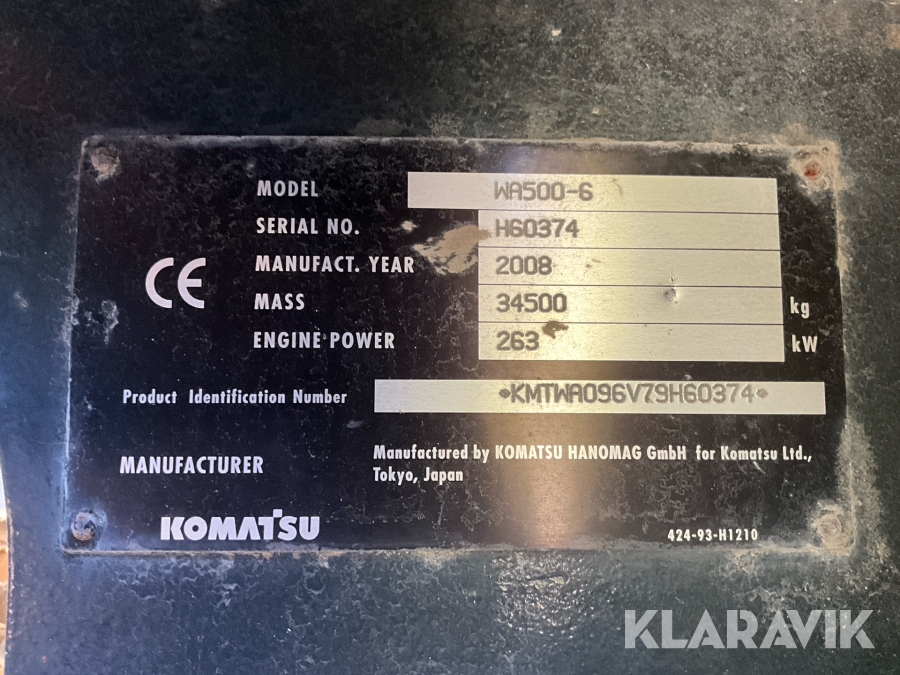 MODEL WA500-6
SERIAL NO. H60374
MANUFACT. YEAR 2008
CE
MASS 34500 kg
ENGINE POWER 263 kW
Product Identification Number *KMTWA096V79H60374*
MANUFACTURER Manufactured by KOMATSU HANOMAG GmbH for Komatsu Ltd.,
Tokyo, Japan
KOMATSU 424-93-H1210
KLARAVIK